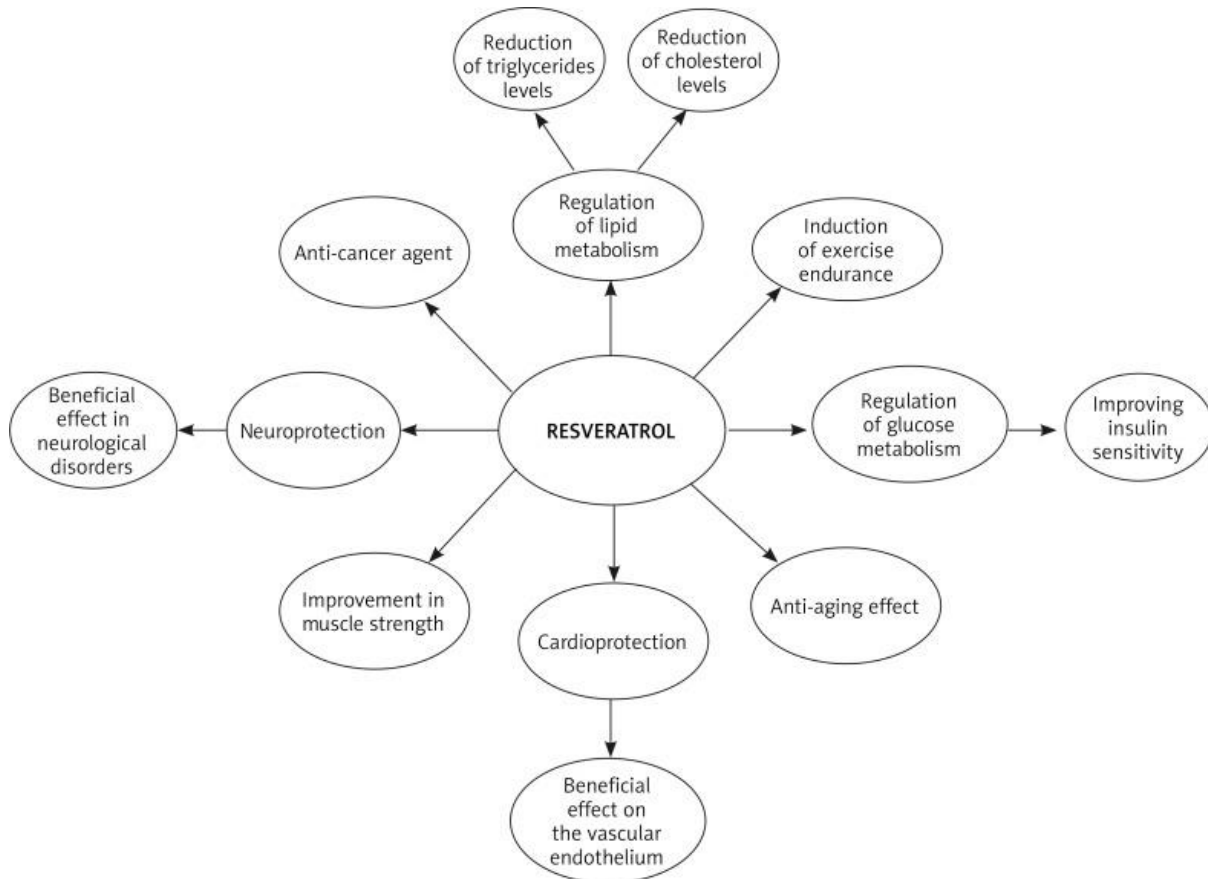 Reduction
of triglycerides
levels
Reduction
of cholesterol
levels
Regulation
of lipid
metabolism
Anti-cancer agent
Induction
of exercise
endurance
Beneficial
effect in
neurological
disorders
Neuroprotection
RESVERATROL
Regulation
of glucose
metabolism
Improving
insulin
sensitivity
Improvement in
muscle strength
Cardioprotection
Anti-aging effect
Beneficial
effect on
the vascular
endothelium